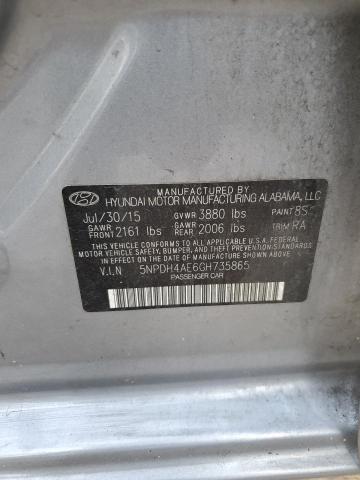 MANUFACTURED BY
HYUNDAI MOTOR MANUFACTURING ALABAMA, LLC
Jul/30/15 GVWR 3880 lbs PAINT 8S
GAWR FRONT 2161 lbs GAWR REAR 2006 lbs TRIM RA
THIS VEHICLE CONFORMS TO ALL APPLICABLE U.S.A. FEDERAL
MOTOR VEHICLE SAFETY, BUMPER, AND THEFT PREVENTION
STANDARDS IN EFFECT ON THE DATE OF MANUFACTURE SHOWN ABOVE.
V.I.N 5NPDH4AE6GH735865
PASSENGER CAR